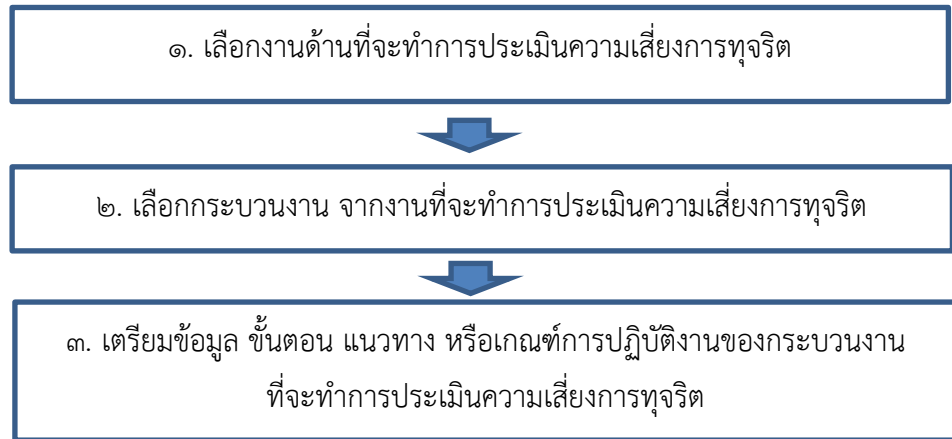 ๑. เลือกงานด้านที่จะทำการประเมินความเสี่ยงการทุจริต
๒. เลือกกระบวนงาน จากงานที่จะทำการประเมินความเสี่ยงการทุจริต
๓. เตรียมข้อมูล ขั้นตอน แนวทาง หรือเกณฑ์การปฏิบัติงานของกระบวนงาน
ที่จะทำการประเมินความเสี่ยงการทุจริต